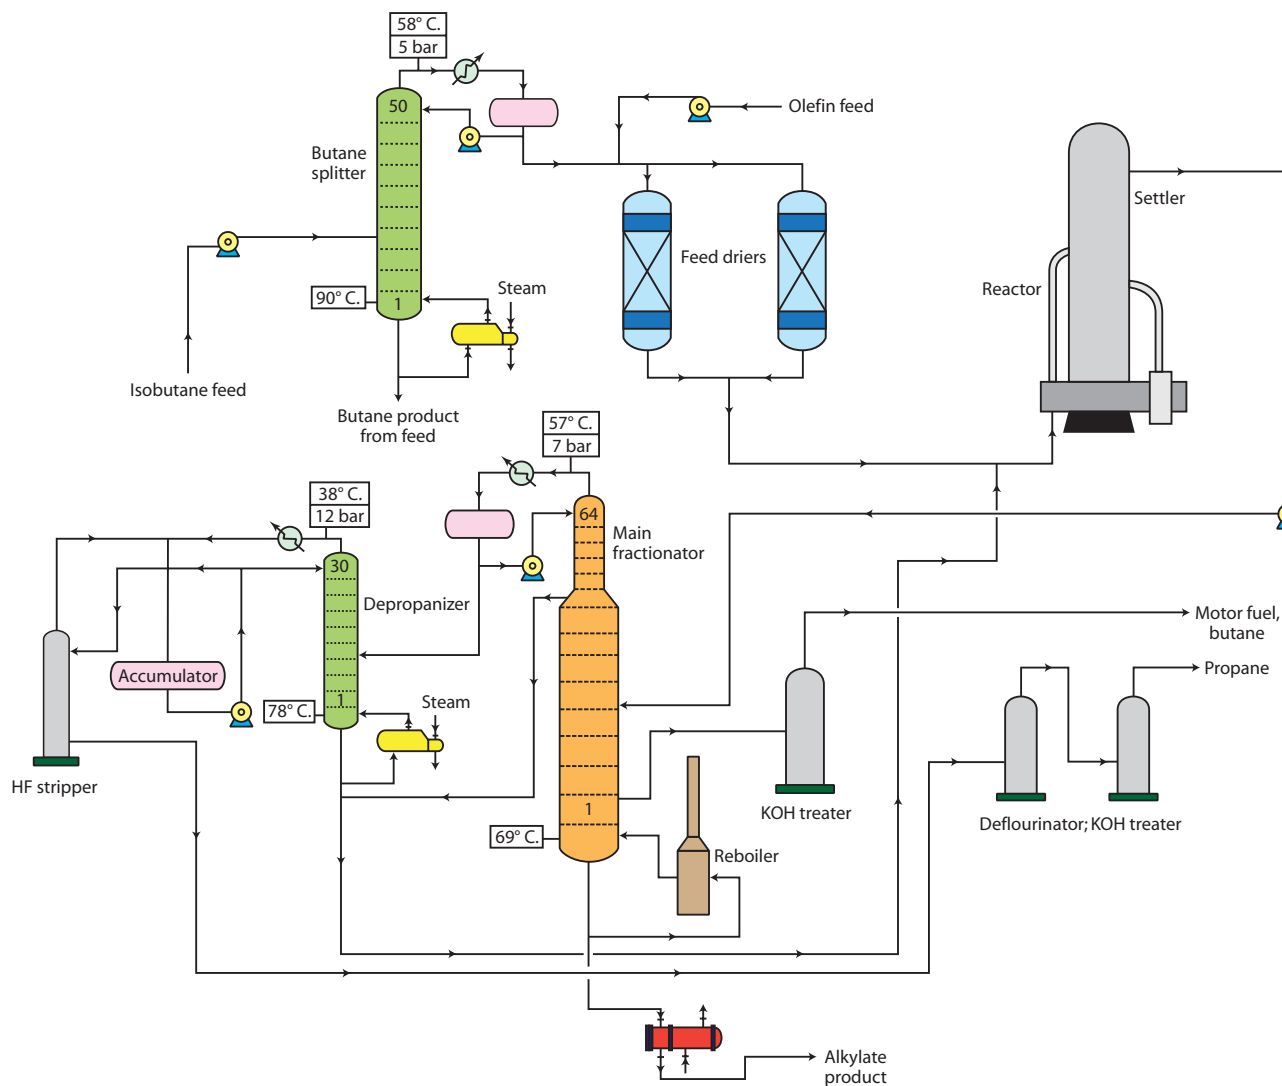 58° C.
5 bar
50
Olefin feed
Butane
splitter
Settler
Feed driers
Steam
Reactor
90° C.
1
Isobutane feed
Butane product
from feed
57° C.
7 bar
38° C.
12 bar
64
Main
fractionator
30
Depropanizer
Motor fuel,
butane
Accumulator
Propane
1
Steam
78° C.
HF stripper
1
KOH treater
Deflourinator; KOH treater
69° C.
Reboiler
Alkylate
product